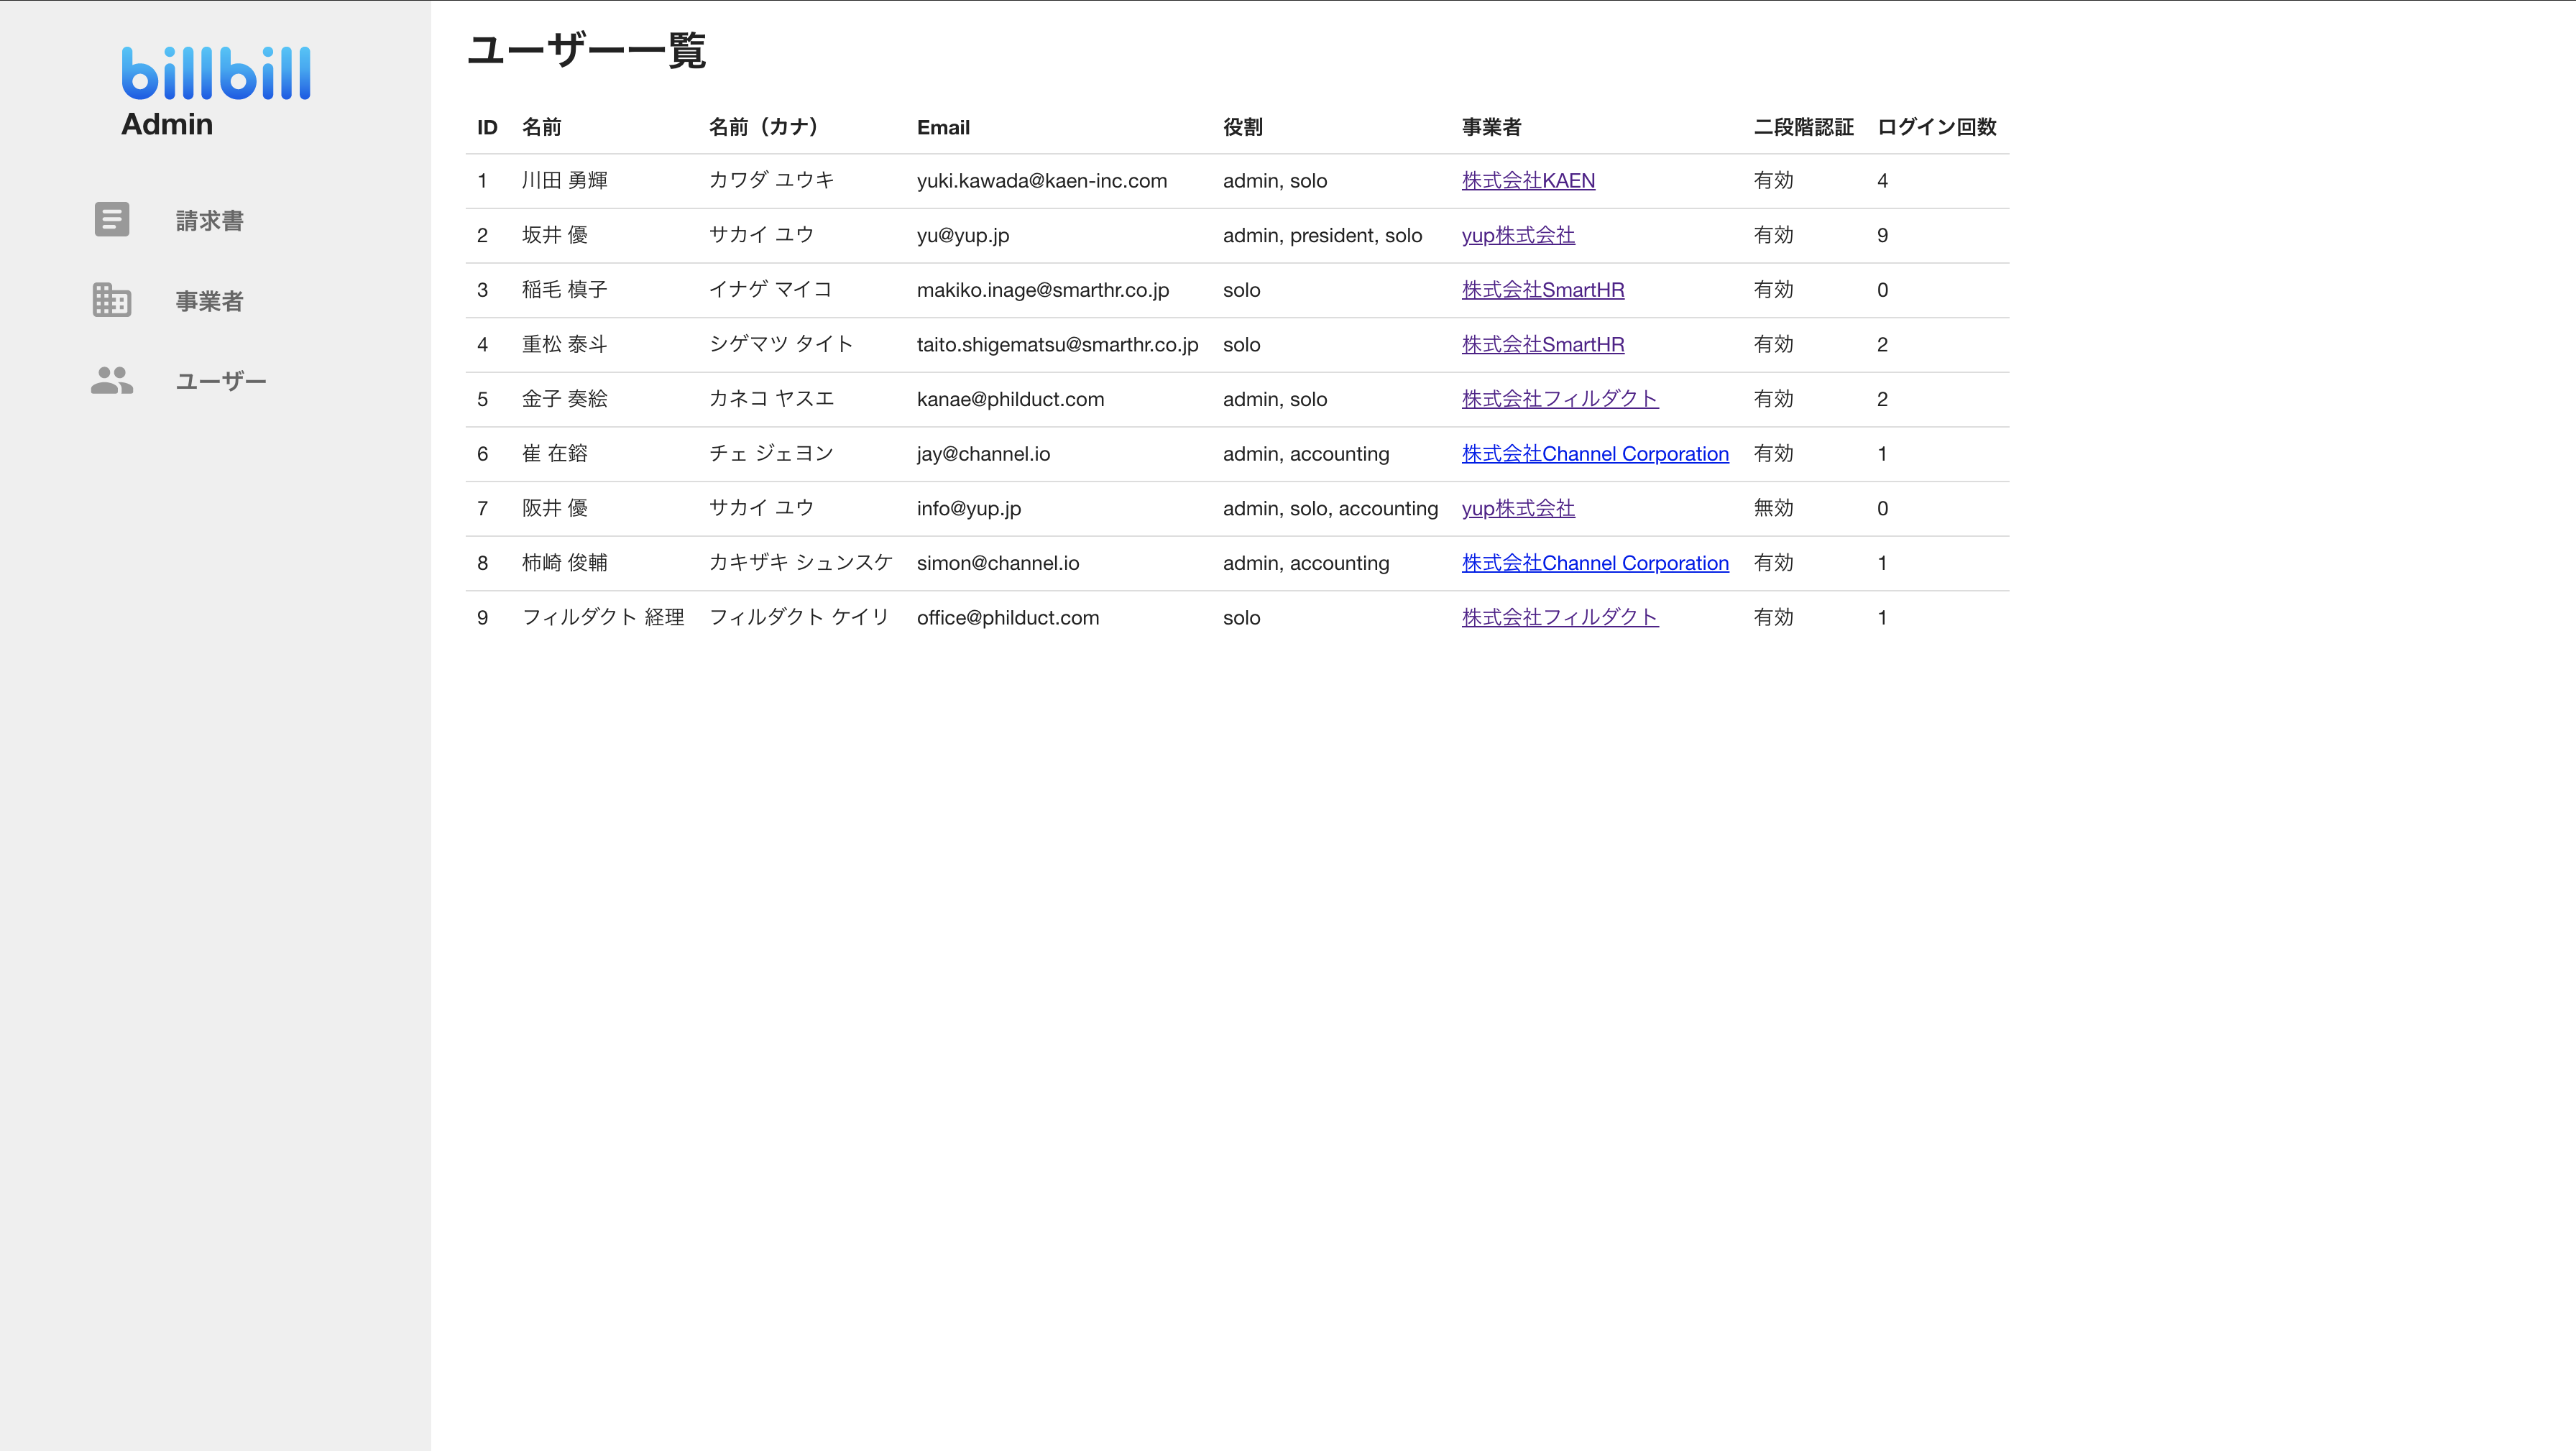 billbill
Admin
請求書
事業者
ユーザー
ユーザー一覧
ID 名前 名前（カナ） Email 役割 事業者 二段階認証 ログイン回数
1 川田 勇輝 カワダ ユウキ yuki.kawada@kaen-inc.com admin, solo 株式会社KAEN 有効 4
2 坂井 優 サカイ ユウ yu@yup.jp admin, president, solo yup株式会社 有効 9
3 稲毛 槙子 イナゲ マイコ makiko.inage@smarthr.co.jp solo 株式会社SmartHR 有効 0
4 重松 泰斗 シゲマツ タイト taito.shigematsu@smarthr.co.jp solo 株式会社SmartHR 有効 2
5 金子 奏絵 カネコ ヤスエ kanae@philduct.com admin, solo 株式会社フィルダクト 有効 2
6 崔 在鎔 チェ ジェヨン jay@channel.io admin, accounting 株式会社Channel Corporation 有効 1
7 阪井 優 サカイ ユウ info@yup.jp admin, solo, accounting yup株式会社 無効 0
8 柿崎 俊輔 カキザキ シュンスケ simon@channel.io admin, accounting 株式会社Channel Corporation 有効 1
9 フィルダクト 経理 フィルダクト ケイリ office@philduct.com solo 株式会社フィルダクト 有効 1